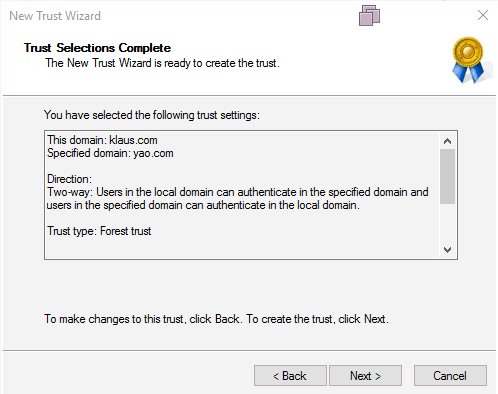 New Trust Wizard
Trust Selections Complete
The New Trust Wizard is ready to create the trust.
You have selected the following trust settings:
This domain: klaus.com
Specified domain: yao.com
Direction:
Two-way: Users in the local domain can authenticate in the specified domain and
users in the specified domain can authenticate in the local domain.
Trust type: Forest trust
To make changes to this trust, click Back. To create the trust, click Next.
< Back
Next >
Cancel